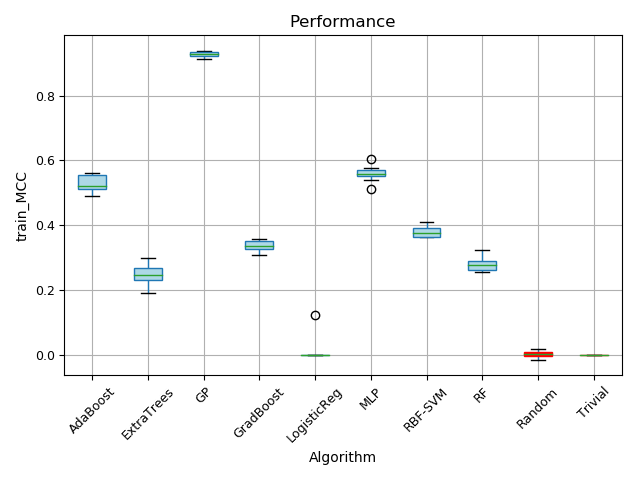 Performance
train_MCC
0.8
0.6
0.4
0.2
0.0
AdaBoost
ExtraTrees
GP
GradBoost
LogisticReg
MLP
RBF-SVM
RF
Random
Trivial
Algorithm